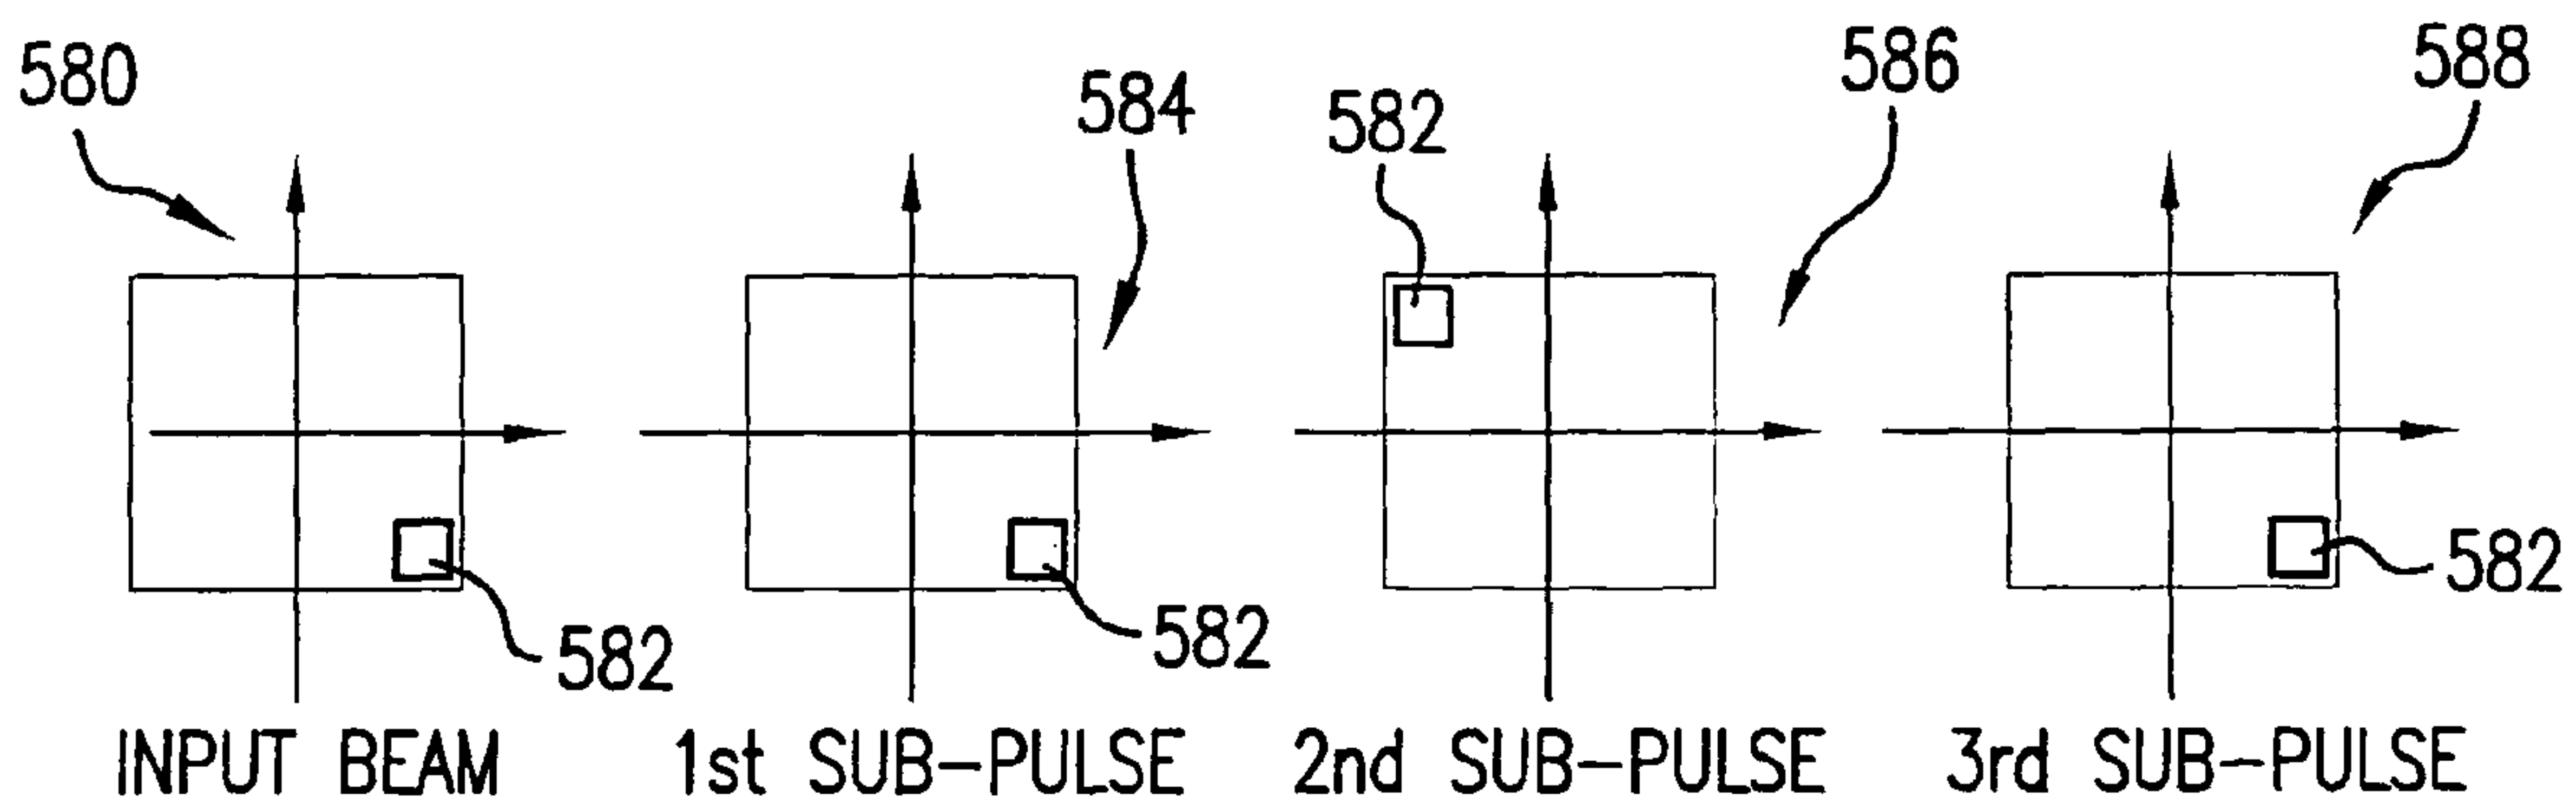 580
584
582
586
588
582
582
582
INPUT BEAM
1st SUB-PULSE
2nd SUB-PULSE
3rd SUB-PULSE